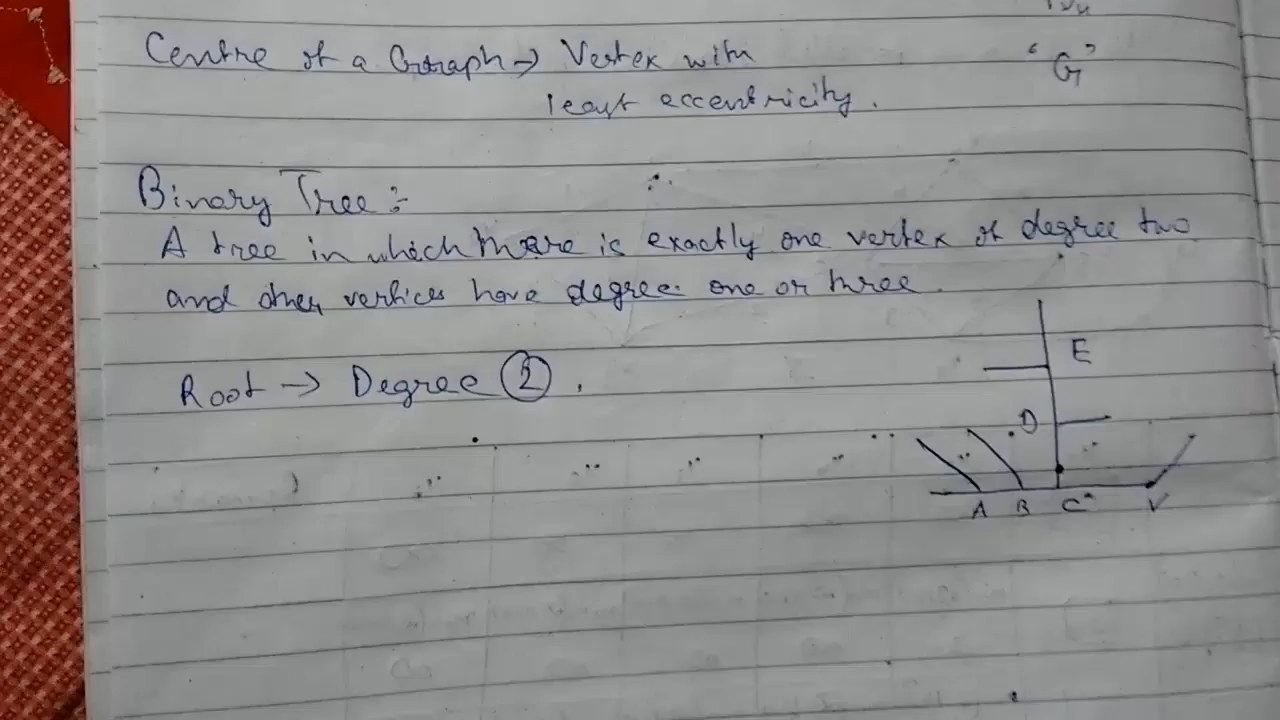 Centre of a Graph → Vertex with
least eccentricity.
"G"
Binary Tree :-
A tree in which there is exactly one vertex of degree two
and other vertices have degree one or three.
Root → Degree 2.
E
D
A B C V